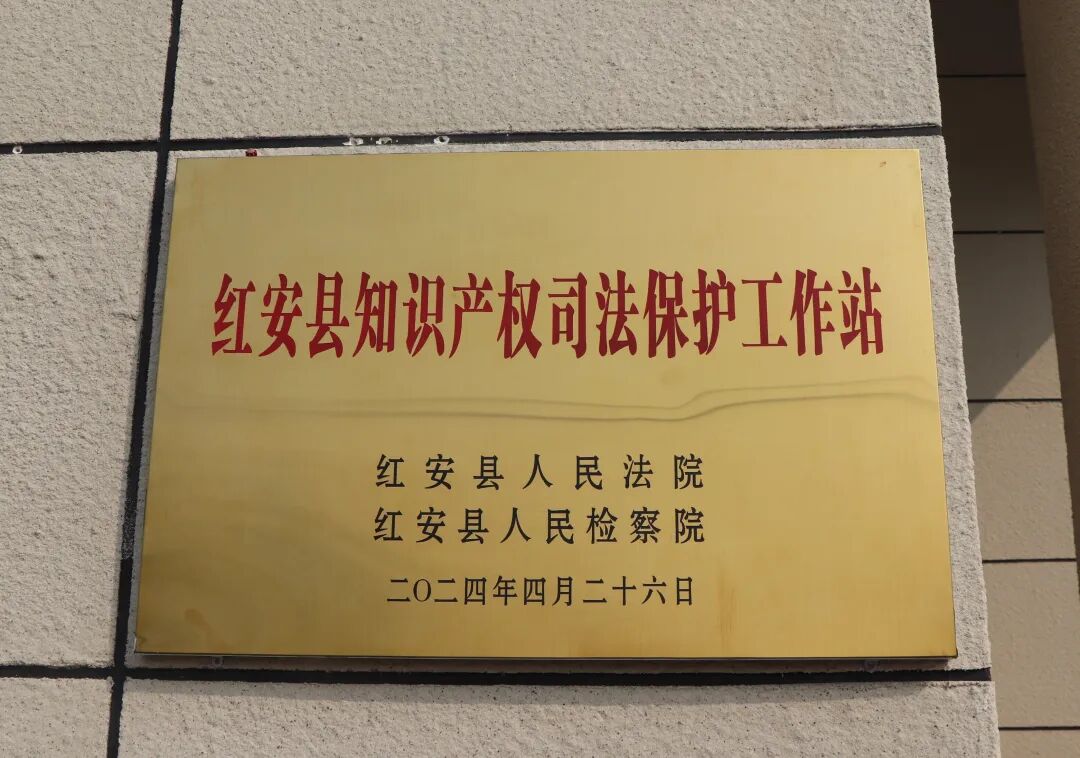 红安县知识产权司法保护工作站
红安县人民法院
红安县人民检察院
二〇二四年四月二十六日